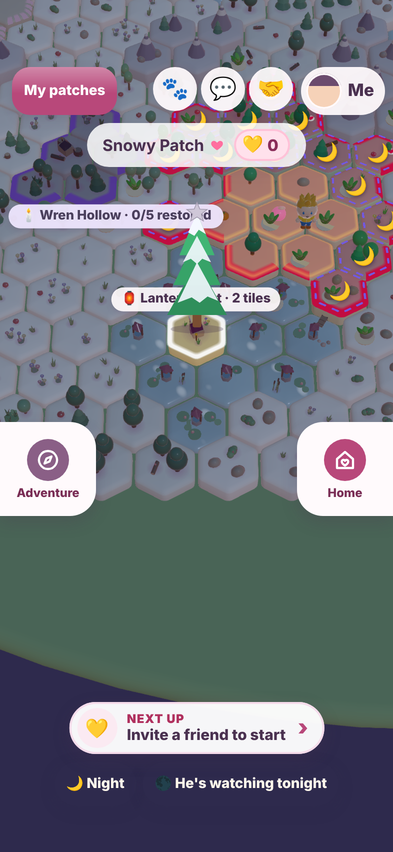 My patches
Me
Snowy Patch
0
Wren Hollow · 0/5 restored
· 2 tiles
Adventure
Home
NEXT UP
Invite a friend to start
Night
He's watching tonight